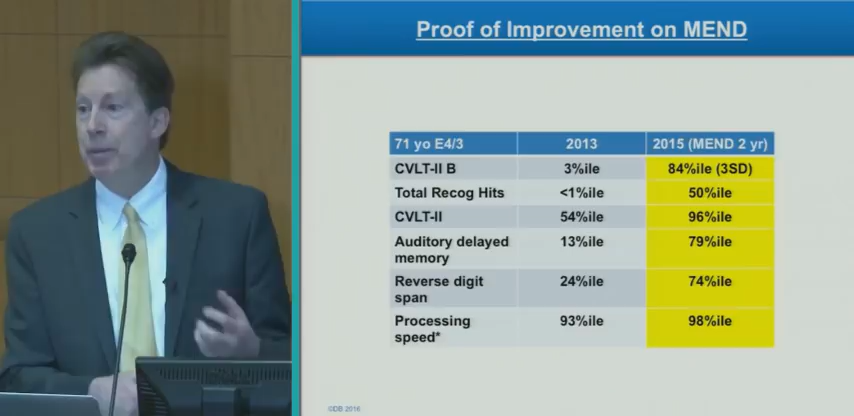 Proof of Improvement on MEND
71 yo E4/3 2013 2015 (MEND 2 yr)
CVLT-II B 3%ile 84%ile (3SD)
Total Recog Hits <1%ile 50%ile
CVLT-II 54%ile 96%ile
Auditory delayed
memory 13%ile 79%ile
Reverse digit
span 24%ile 74%ile
Processing
speed* 93%ile 98%ile
©DB 2016